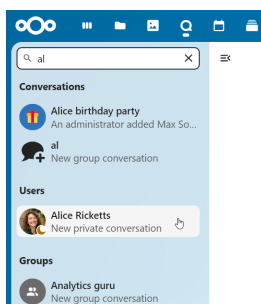 al
Conversations
Alice birthday party
An administrator added Max So...
al
New group conversation
Users
Alice Ricketts
New private conversation
Groups
Analytics guru
New group conversation